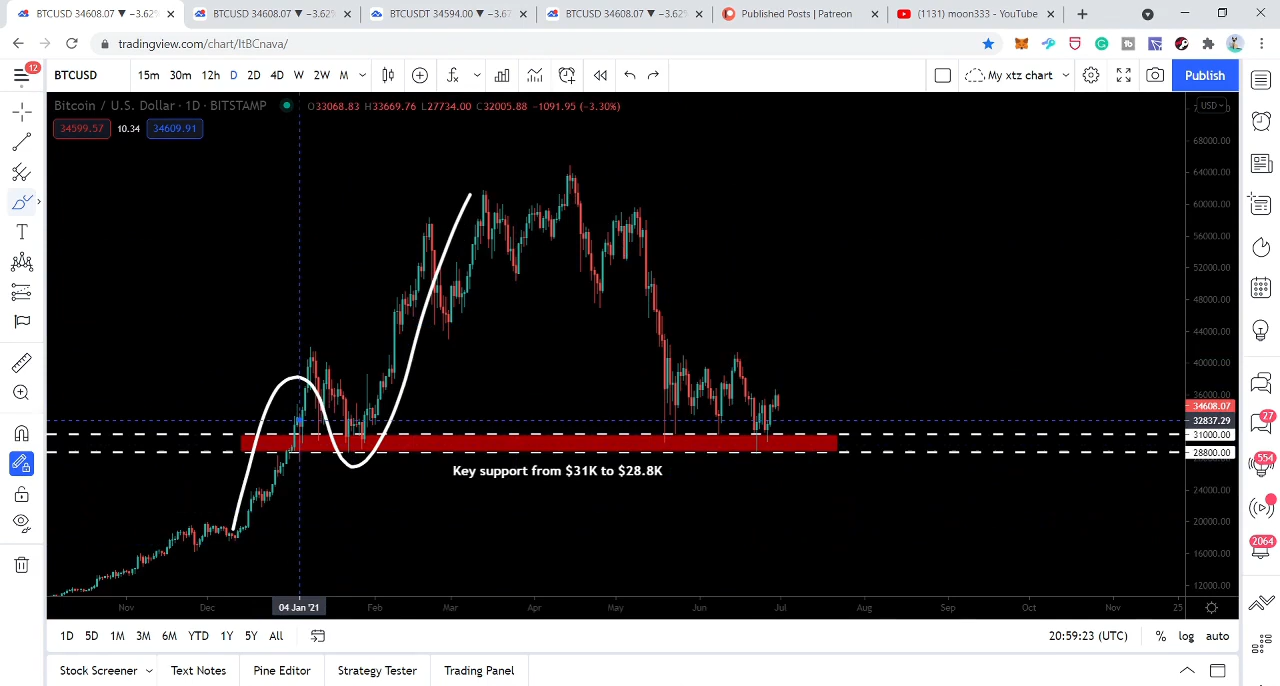 BTCUSD 34608.07 ▼ −3.62%
BTCUSD 34608.07 ▼ −3.62%
BTCUSDT 34594.00 ▼ −3.67
BTCUSD 34608.07 ▼ −3.62%
Published Posts | Patreon
(1131) moon333 - YouTube
tradingview.com/chart/ItBCnava/
12
BTCUSD
15m 30m 12h D 2D 4D W 2W M
My xtz chart
Publish
Bitcoin / U.S. Dollar · 1D · BITSTAMP
O33068.83 H33669.76 L27734.00 C32005.88 −1091.95 (−3.30%)
USD
34599.57 10.34 34609.91
68000.00
64000.00
60000.00
56000.00
52000.00
48000.00
44000.00
40000.00
36000.00
34608.07
32837.29
31000.00
28800.00
24000.00
20000.00
16000.00
12000.00
Key support from $31K to $28.8K
27
554
2064
Nov Dec 04 Jan '21 Feb Mar Apr May Jun Jul Aug Sep Oct Nov 25
1D 5D 1M 3M 6M YTD 1Y 5Y All
20:59:23 (UTC) % log auto
Stock Screener Text Notes Pine Editor Strategy Tester Trading Panel